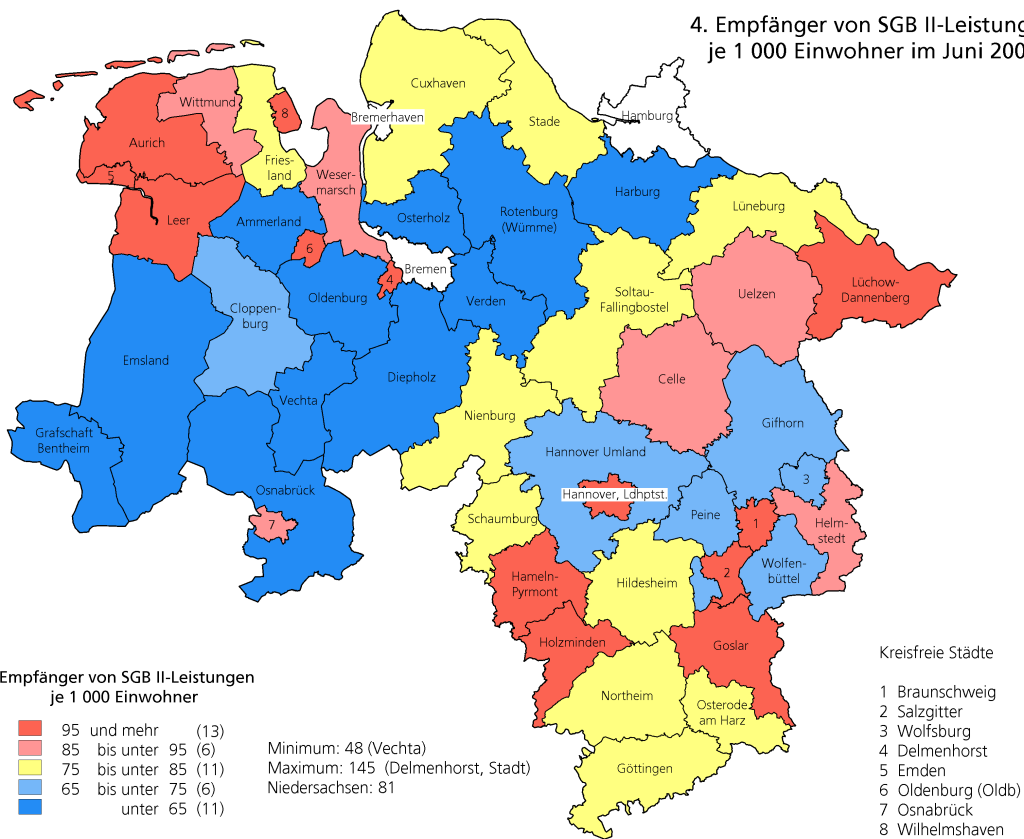 4. Empfänger von SGB II-Leistung
je 1 000 Einwohner im Juni 200
Cuxhaven
Wittmund
8
Bremerhaven
Hamburg
Stade
Aurich
Fries-
land
5
Weser-
marsch
Harburg
Lüneburg
Leer
Ammerland
Osterholz
Rotenburg
(Wümme)
6
4
Bremen
Lüchow-
Dannenberg
Uelzen
Soltau-
Fallingbostel
Oldenburg
Verden
Cloppen-
burg
Emsland
Diepholz
Celle
Vechta
Nienburg
Gifhorn
Grafschaft
Bentheim
Hannover Umland
3
Osnabrück
Hannover, Ldhptst.
7
Schaumburg
Peine
1
Helm-
stedt
Hameln-
Pyrmont
Hildesheim
2
Wolfen-
büttel
Holzminden
Goslar
Northeim
Osterode
am Harz
Göttingen
Empfänger von SGB II-Leistungen
je 1 000 Einwohner
95 und mehr (13)
85 bis unter 95 (6)
75 bis unter 85 (11)
65 bis unter 75 (6)
unter 65 (11)
Minimum: 48 (Vechta)
Maximum: 145 (Delmenhorst, Stadt)
Niedersachsen: 81
Kreisfreie Städte
1 Braunschweig
2 Salzgitter
3 Wolfsburg
4 Delmenhorst
5 Emden
6 Oldenburg (Oldb)
7 Osnabrück
8 Wilhelmshaven